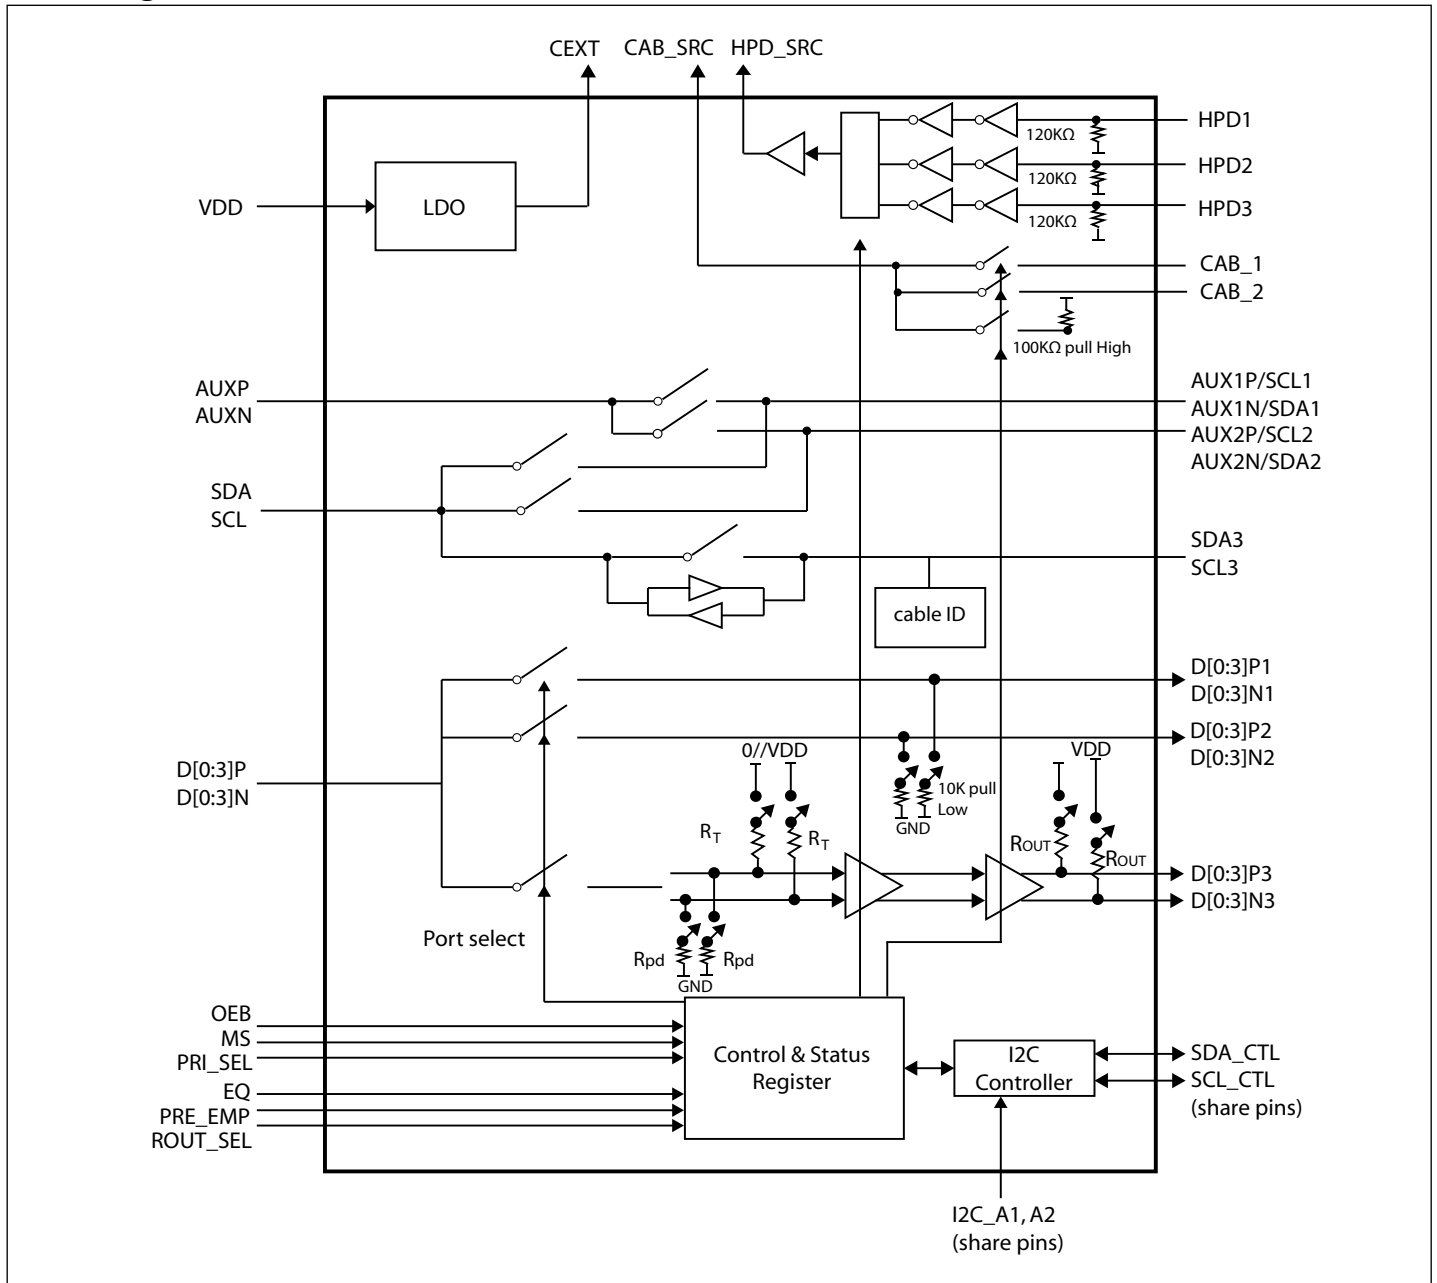 CEXT
CAB_SRC
HPD_SRC
HPD1
120KΩ
HPD2
120KΩ
HPD3
120KΩ
VDD
LDO
CAB_1
CAB_2
100KΩ pull High
AUXP
AUXN
AUX1P/SCL1
AUX1N/SDA1
AUX2P/SCL2
AUX2N/SDA2
SDA
SCL
SDA3
SCL3
cable ID
D[0:3]P1
D[0:3]N1
D[0:3]P2
D[0:3]N2
D[0:3]P
D[0:3]N
0//VDD
VDD
10K pull
Low
GND
RT
RT
ROUT
ROUT
D[0:3]P3
D[0:3]N3
Port select
Rpd
Rpd
GND
OEB
MS
PRI_SEL
EQ
PRE_EMP
ROUT_SEL
Control & Status
Register
I2C
Controller
SDA_CTL
SCL_CTL
(share pins)
I2C_A1, A2
(share pins)